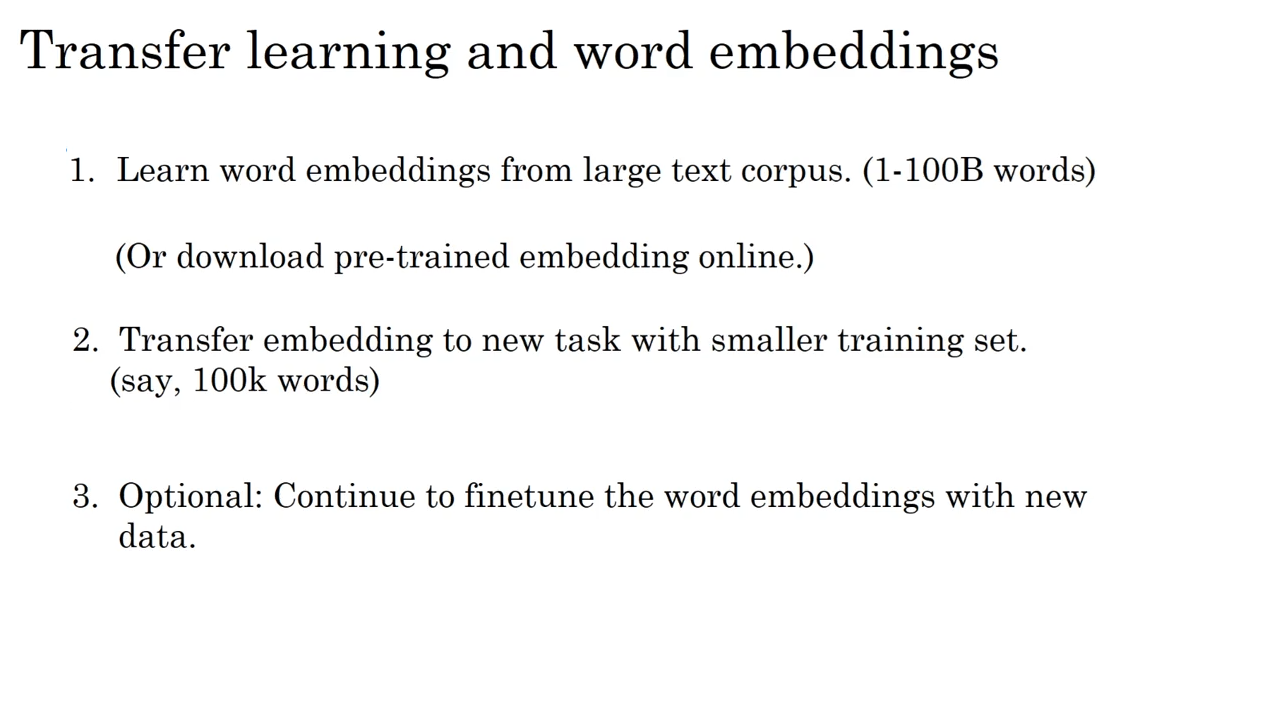 Transfer learning and word embeddings
1. Learn word embeddings from large text corpus. (1-100B words)
(Or download pre-trained embedding online.)
2. Transfer embedding to new task with smaller training set.
(say, 100k words)
3. Optional: Continue to finetune the word embeddings with new
data.